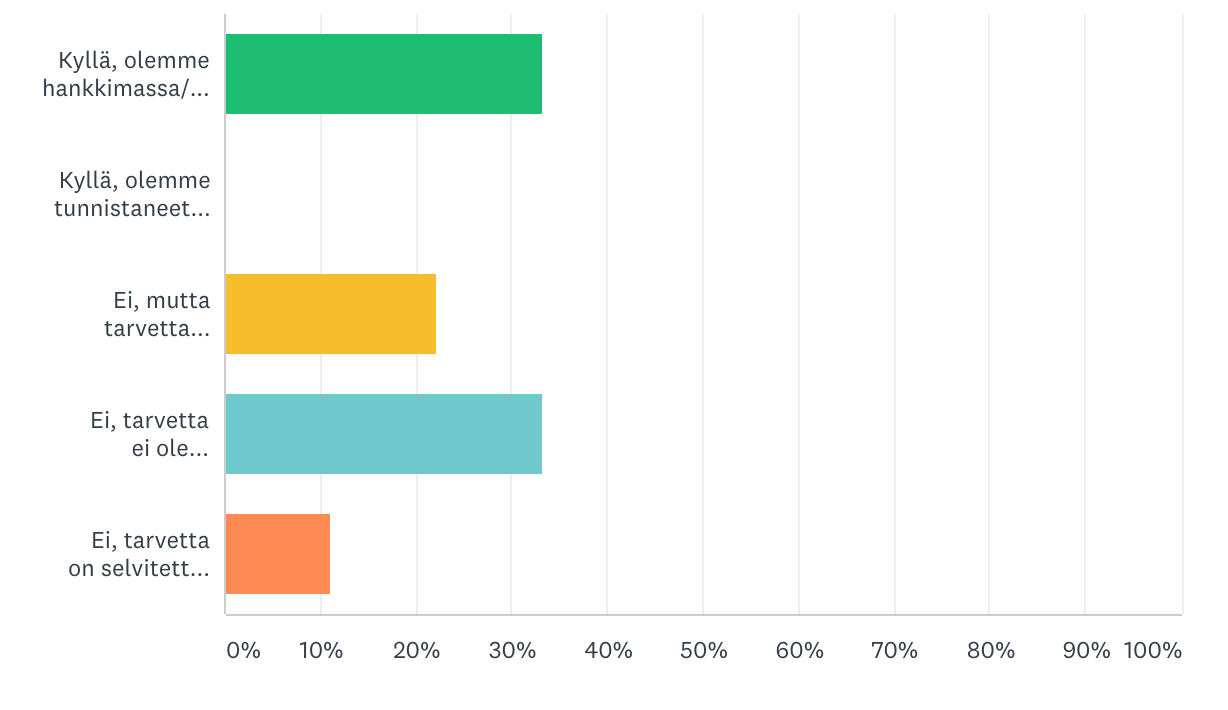 Kyllä, olemme
hankkimassa/...
Kyllä, olemme
tunnistaneet...
Ei, mutta
tarvetta...
Ei, tarvetta
ei ole...
Ei, tarvetta
on selvitett...
0% 10% 20% 30% 40% 50% 60% 70% 80% 90% 100%